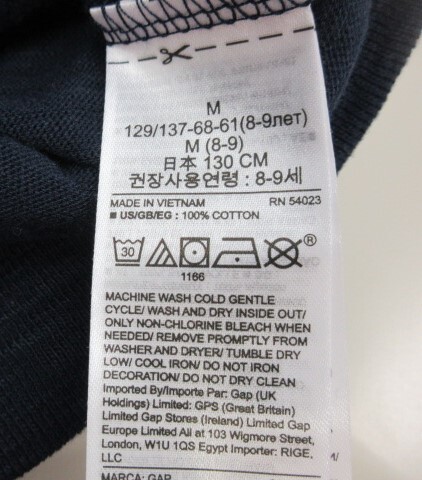 M
129/137-68-61(8-9лет)
M (8-9)
日本 130 CM
권장사용연령 : 8-9세
MADE IN VIETNAM RN 54023
■ US/GB/EG : 100% COTTON
30 ®
1166
MACHINE WASH COLD GENTLE
CYCLE/ WASH AND DRY INSIDE OUT/
ONLY NON-CHLORINE BLEACH WHEN
NEEDED/ REMOVE PROMPTLY FROM
WASHER AND DRYER/ TUMBLE DRY
LOW/ COOL IRON/ DO NOT IRON
DECORATION/ DO NOT DRY CLEAN
Imported By/Importe Par: Gap (UK
Holdings) Limited: GPS (Great Britain)
Limited Gap Stores (Ireland) Limited Gap
Europe Limited All at 103 Wigmore Street,
London, W1U 1QS Egypt Importer: RIGE,
LLC
MARCA: GAP